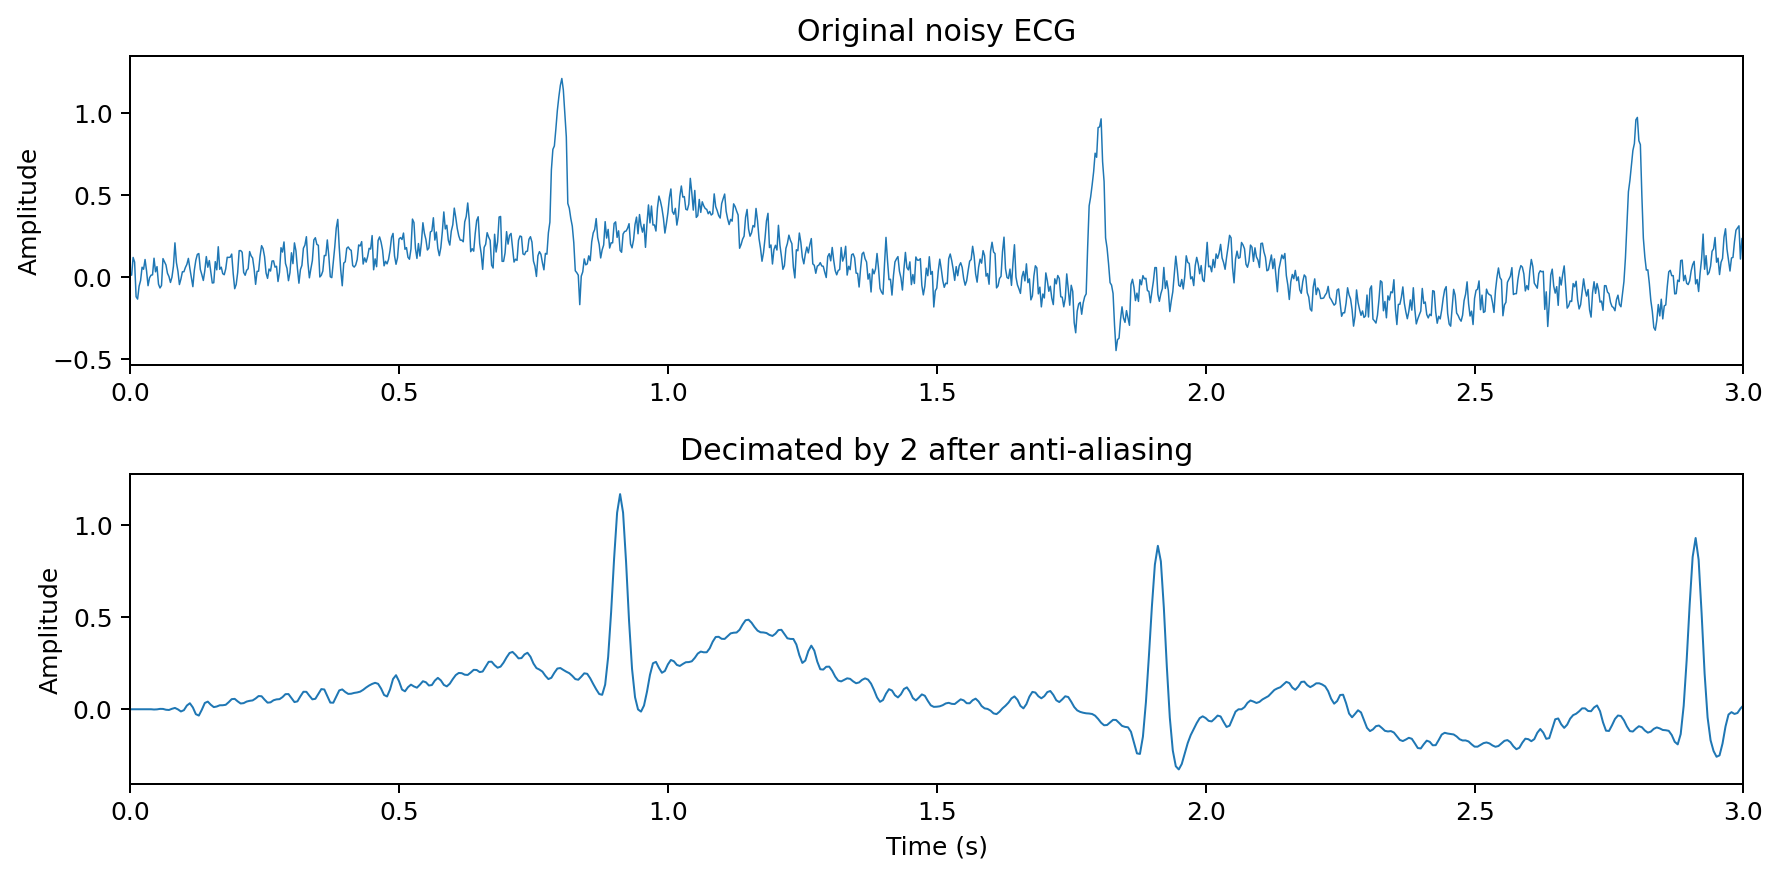 Original noisy ECG
Amplitude
1.0
0.5
0.0
−0.5
0.0 0.5 1.0 1.5 2.0 2.5 3.0
Decimated by 2 after anti-aliasing
Amplitude
1.0
0.5
0.0
0.0 0.5 1.0 1.5 2.0 2.5 3.0
Time (s)